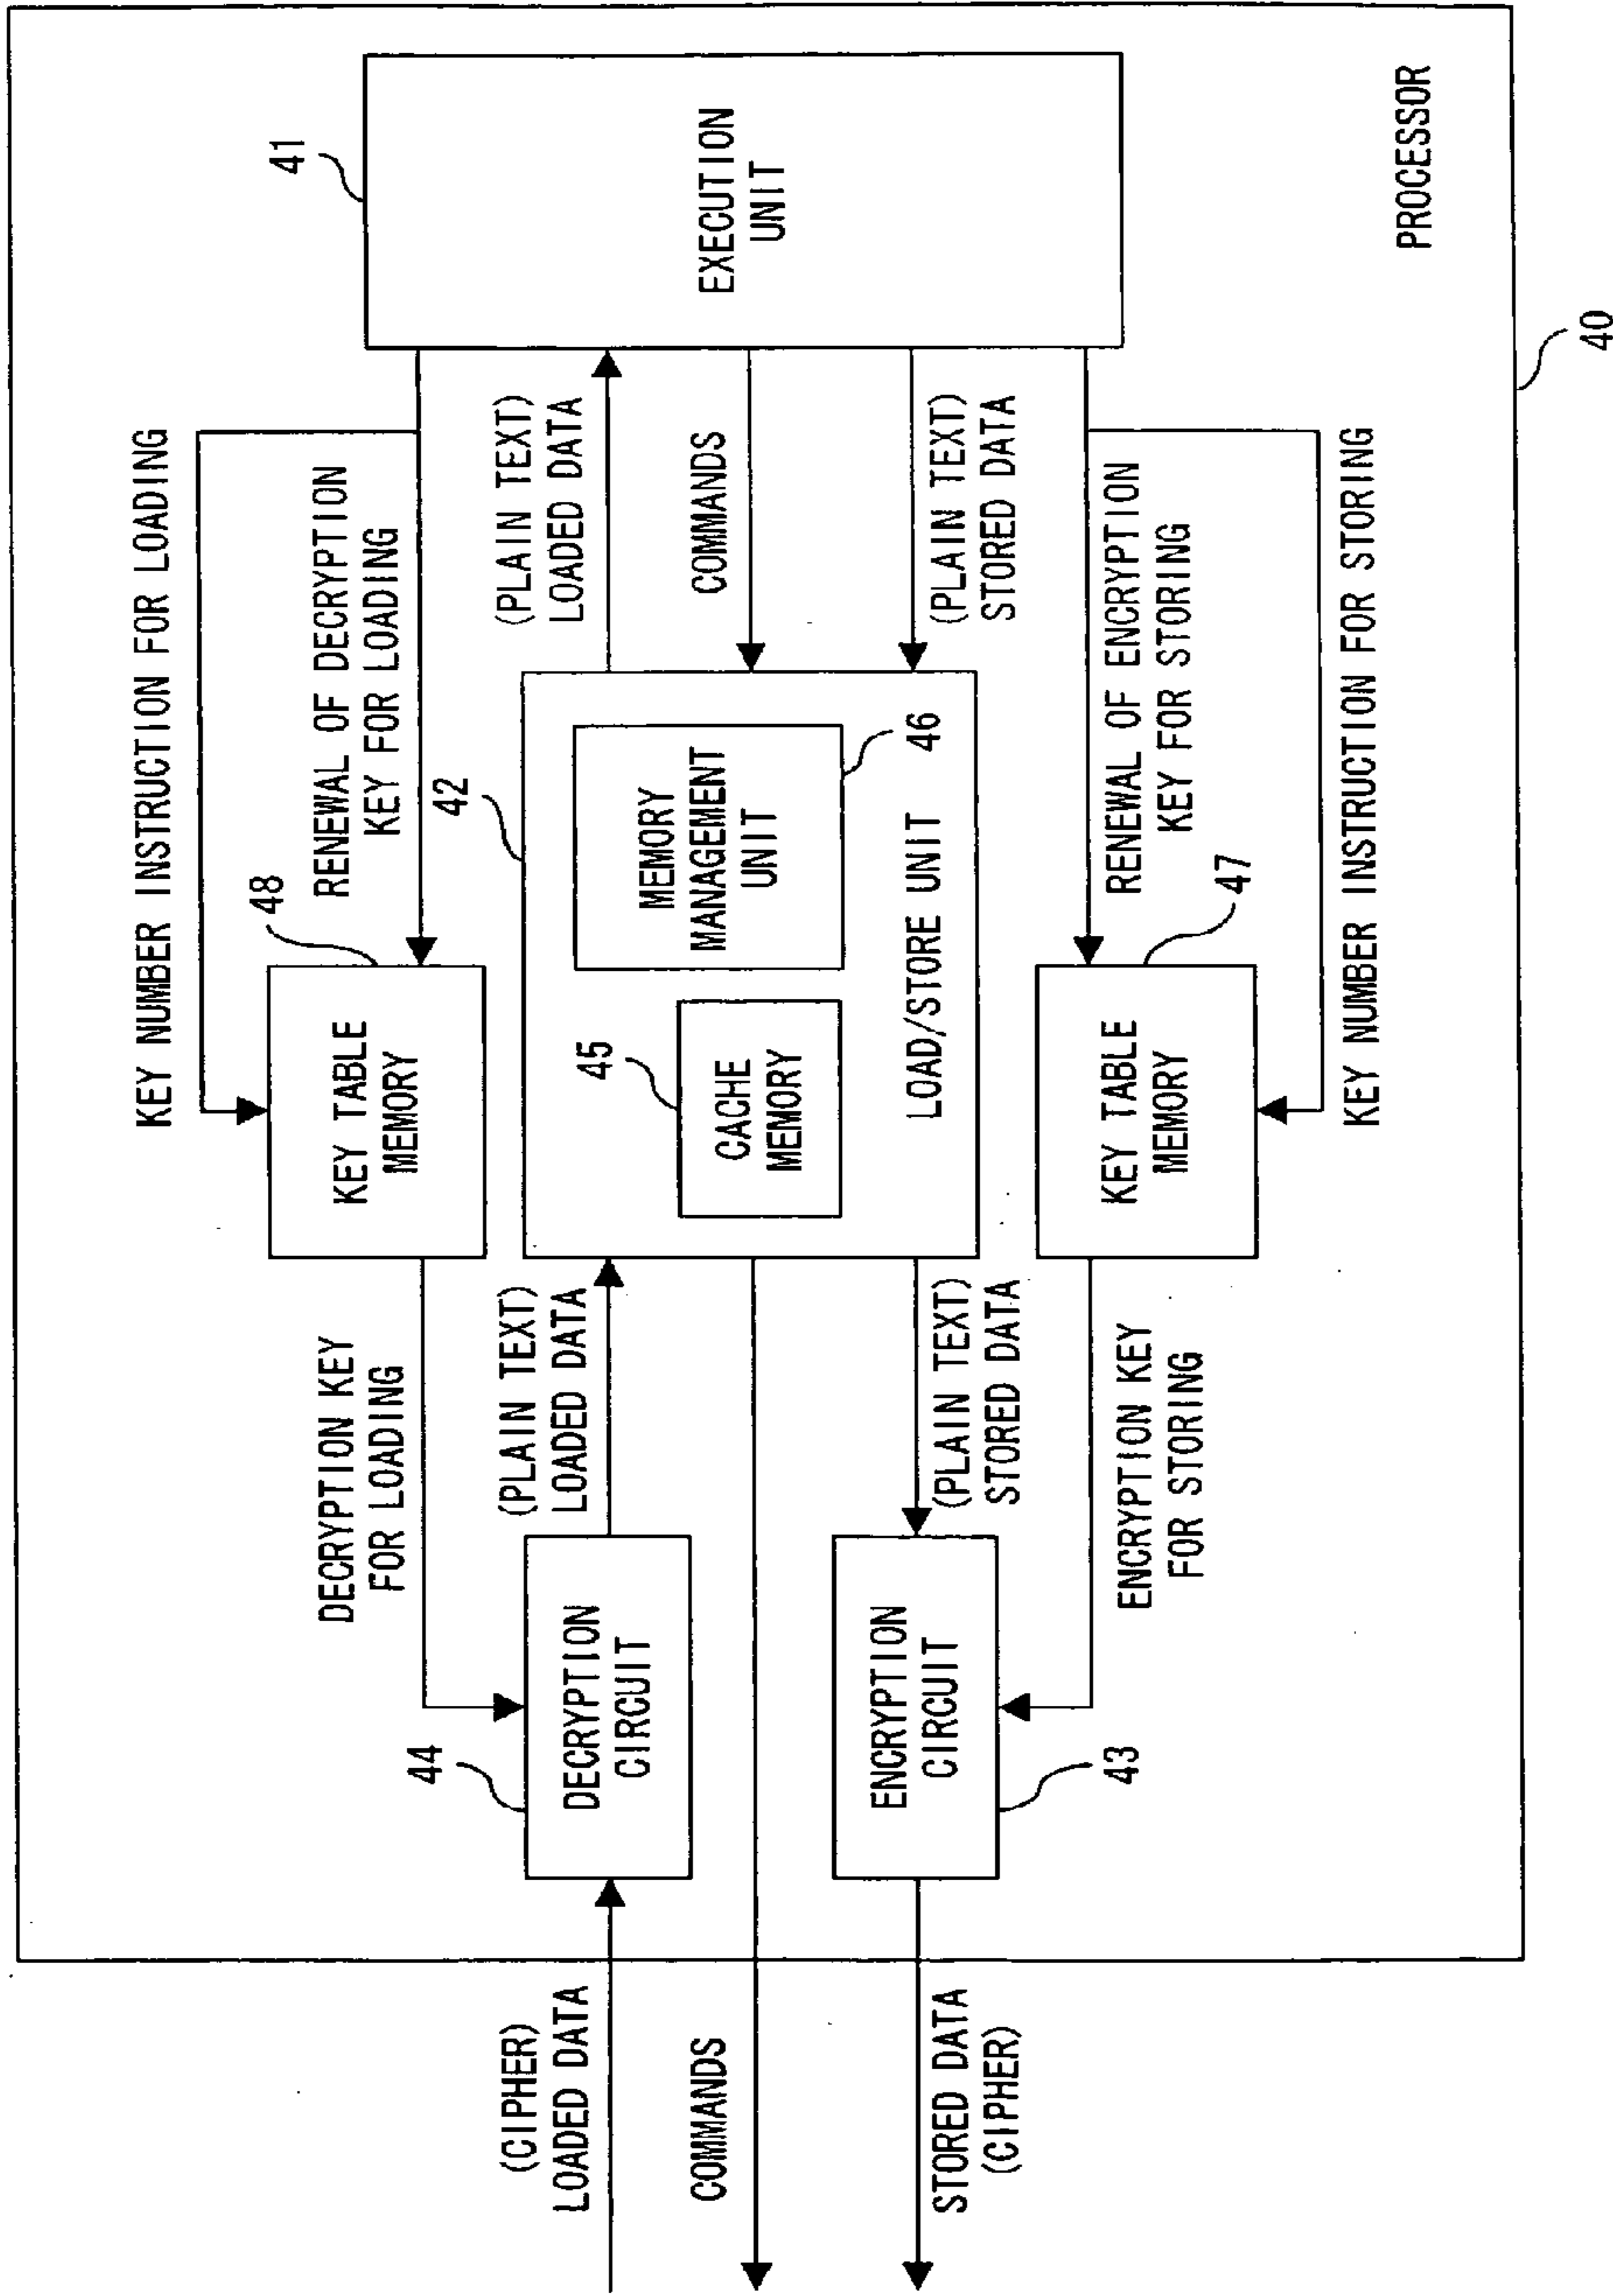 KEY NUMBER INSTRUCTION FOR LOADING
RENEWAL OF DECRYPTION
KEY FOR LOADING
41
EXECUTION
UNIT
48
KEY TABLE
MEMORY
DECRYPTION KEY
FOR LOADING
(PLAIN TEXT)
LOADED DATA
COMMANDS
(PLAIN TEXT)
STORED DATA
42
MEMORY
MANAGEMENT
UNIT
46
45
CACHE
MEMORY
LOAD/STORE UNIT
(PLAIN TEXT)
LOADED DATA
(PLAIN TEXT)
STORED DATA
44
DECRYPTION
CIRCUIT
ENCRYPTION
CIRCUIT
43
(CIPHER)
LOADED DATA
COMMANDS
STORED DATA
(CIPHER)
RENEWAL OF ENCRYPTION
KEY FOR STORING
47
KEY TABLE
MEMORY
ENCRYPTION KEY
FOR STORING
KEY NUMBER INSTRUCTION FOR STORING
PROCESSOR
40